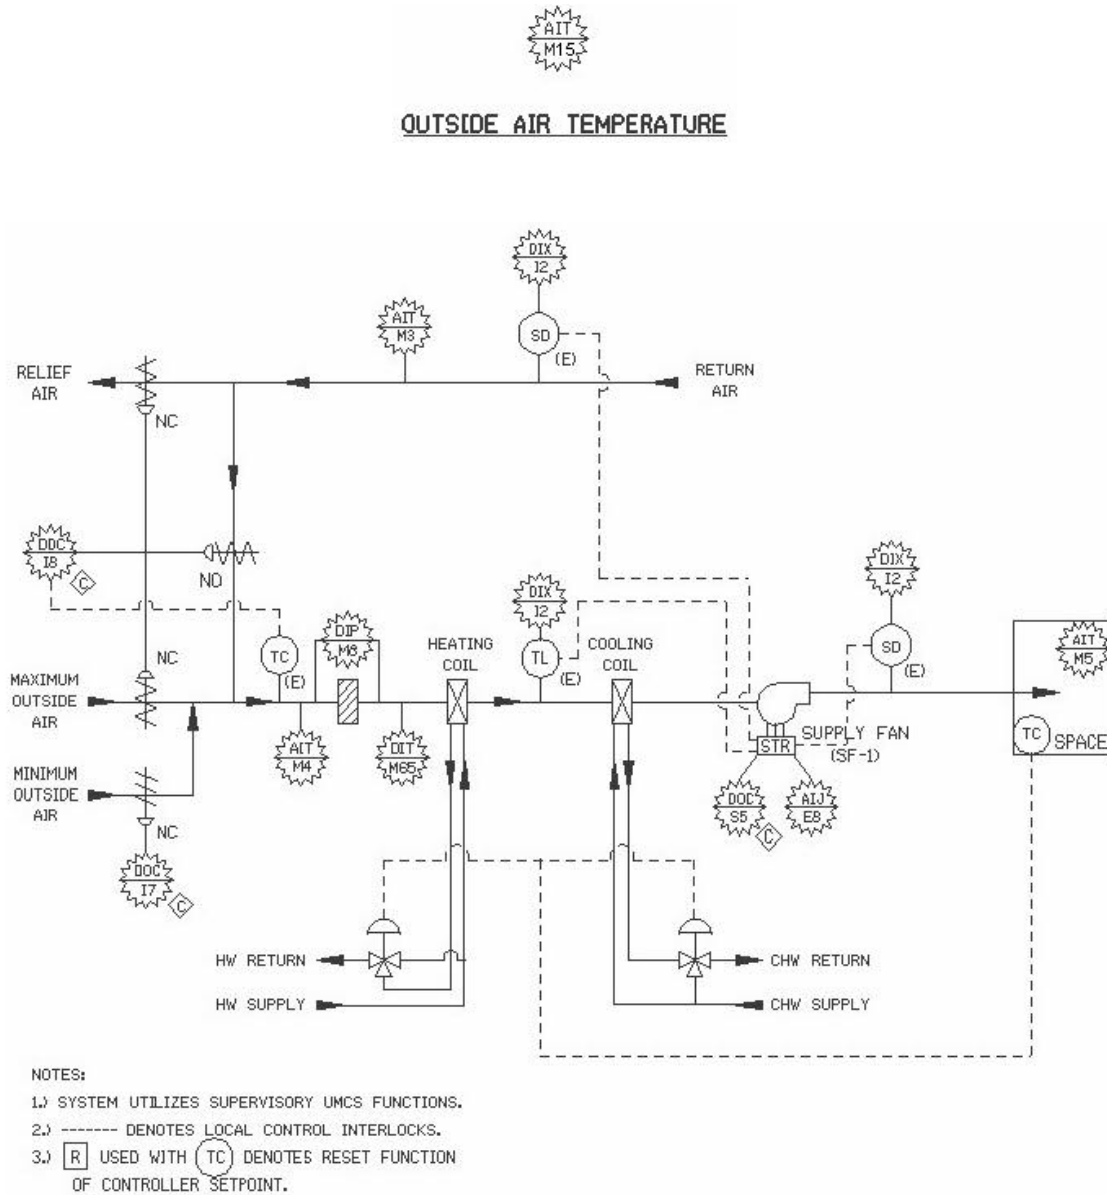 AIT
M15
OUTSIDE AIR TEMPERATURE
DIX
I2
AIT
M3
SD
(E)
RELIEF
AIR
RETURN
AIR
NC
DDC
I8
C
NO
DIX
I2
DIX
I2
NC
TC
(E)
DIP
M6
HEATING
COIL
TL
(E)
COOLING
COIL
SD
(E)
AIT
M5
MAXIMUM
OUTSIDE
AIR
AIT
M4
DIT
M65
STR
SUPPLY FAN
(SF-1)
TC
SPACE
MINIMUM
OUTSIDE
AIR
NC
DOC
S5
C
AIJ
E8
DOC
I7
C
HW RETURN
CHW RETURN
HW SUPPLY
CHW SUPPLY
NOTES:
1.) SYSTEM UTILIZES SUPERVISORY UMCS FUNCTIONS.
2.) ------- DENOTES LOCAL CONTROL INTERLOCKS.
3.) R USED WITH TC DENOTES RESET FUNCTION
OF CONTROLLER SETPOINT.